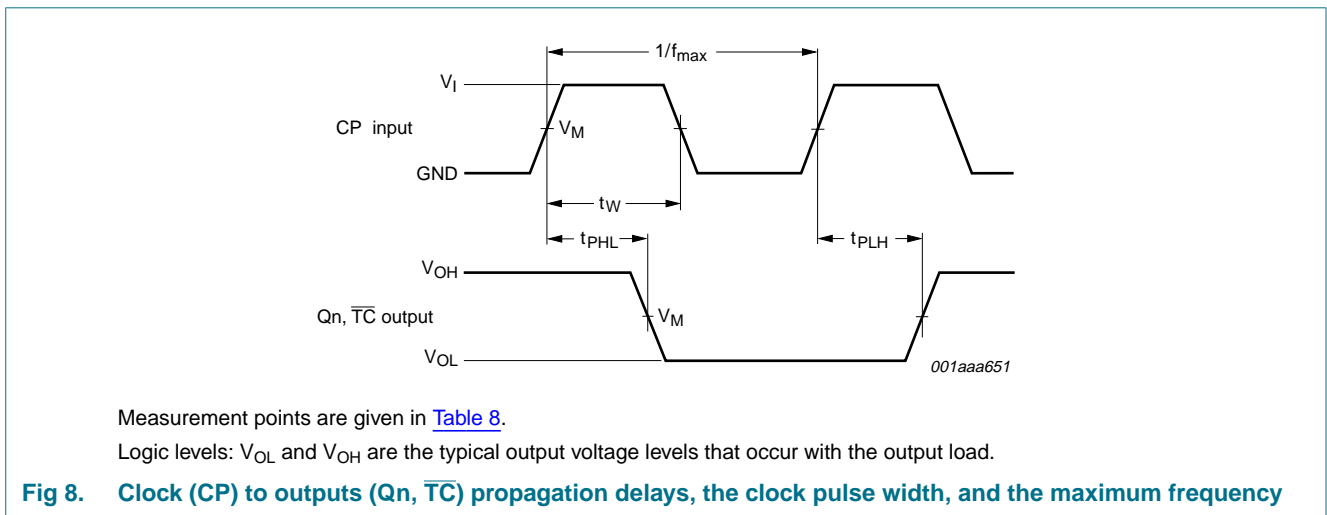 1/fmax
VI
CP input
VM
GND
tW
tPHL
tPLH
VOH
Qn, T̅C̅ output
VM
VOL
001aaa651
Measurement points are given in Table 8.
Logic levels: VOL and VOH are the typical output voltage levels that occur with the output load.
Fig 8. Clock (CP) to outputs (Qn, T̅C̅) propagation delays, the clock pulse width, and the maximum frequency